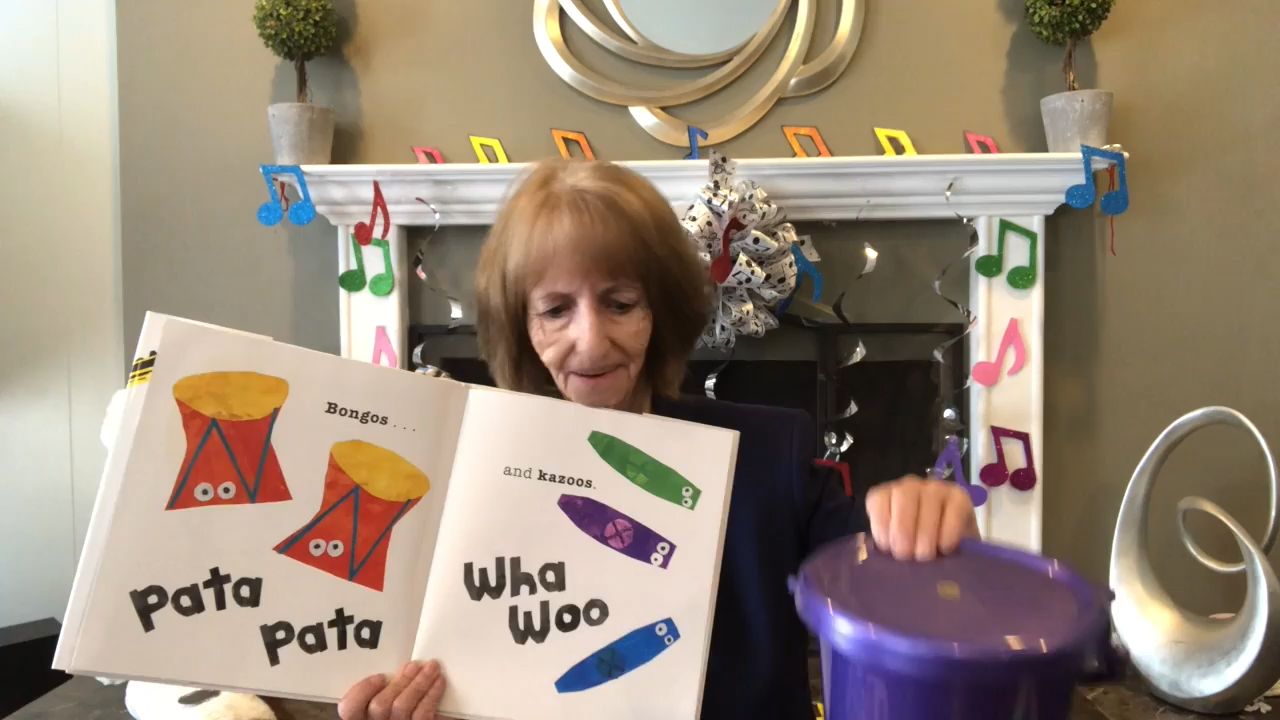 Bongos . . .
pata
pata
and kazoos.
Wha
Woo